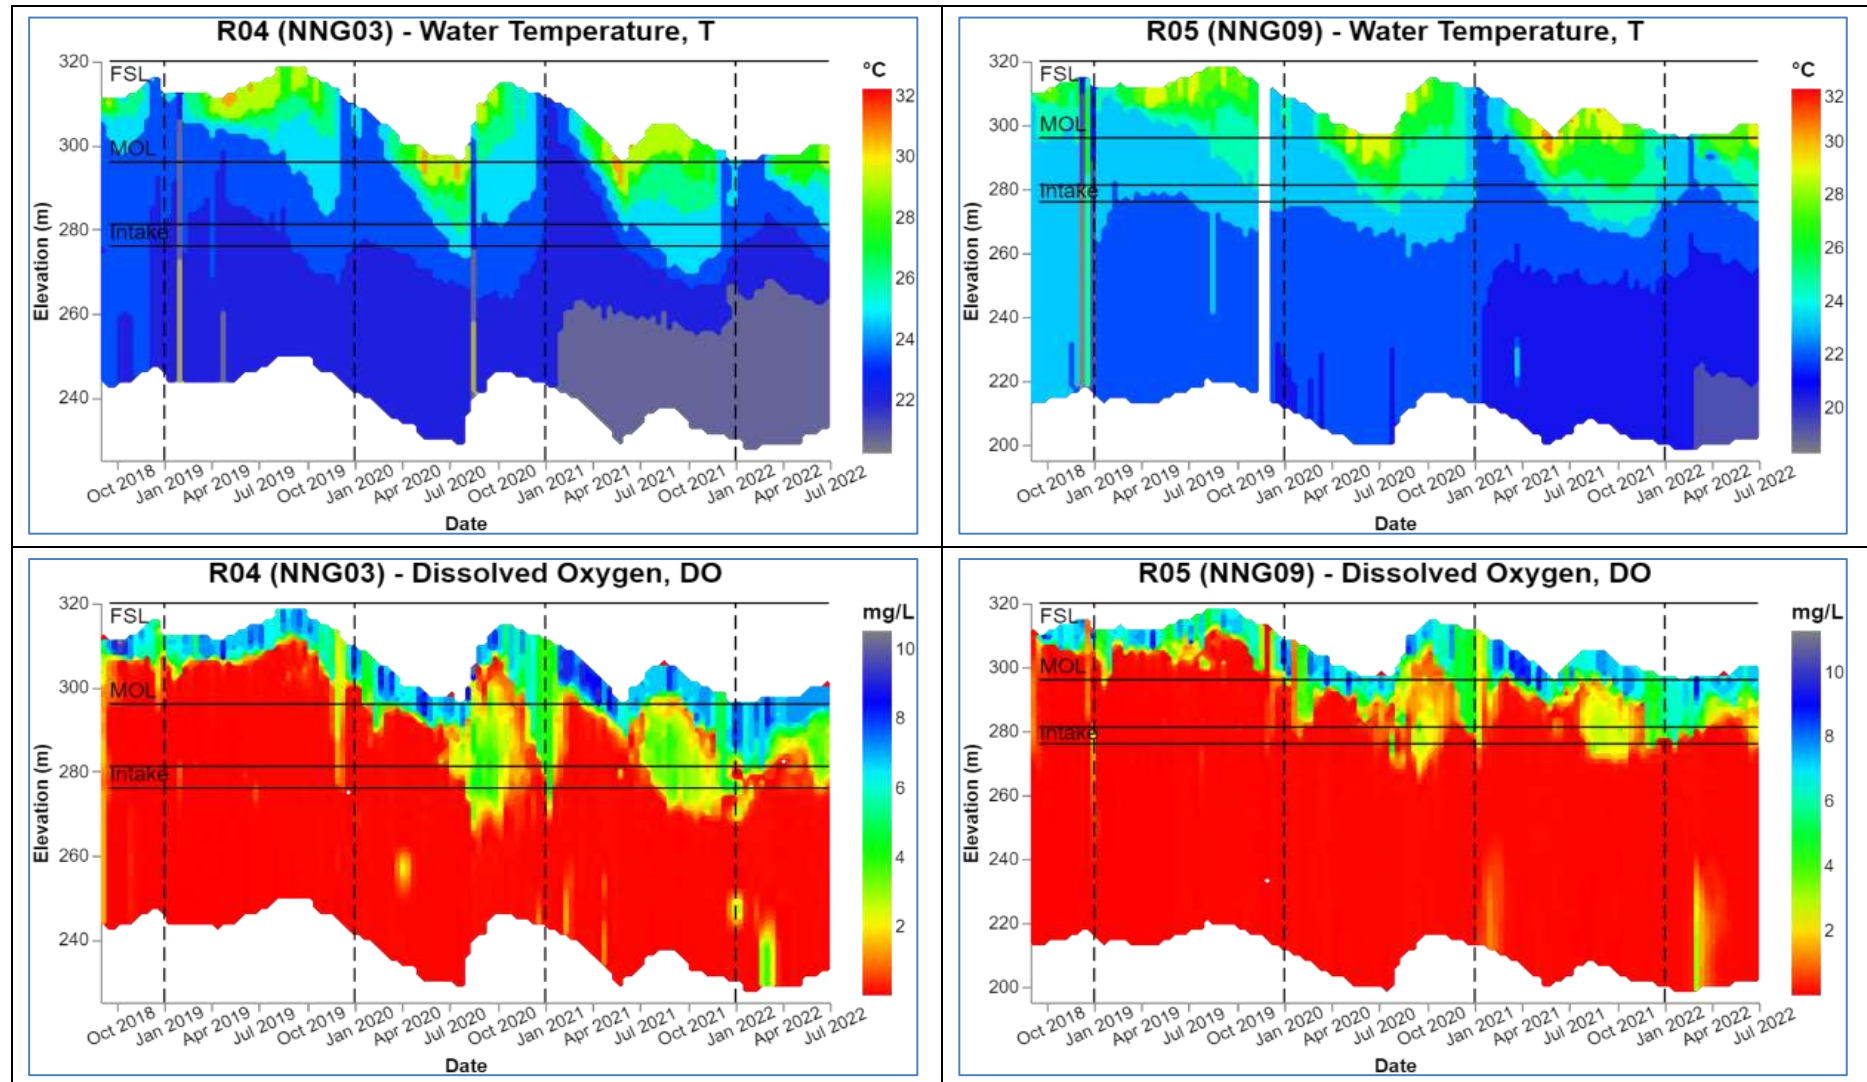 R04 (NNG03) - Water Temperature, T
°C
320
FSL
32
300
MOL
30
28
280
Intake
26
260
24
240
22
Elevation (m)
Oct 2018 Jan 2019 Apr 2019 Jul 2019 Oct 2019 Jan 2020 Apr 2020 Jul 2020 Oct 2020 Jan 2021 Apr 2021 Jul 2021 Oct 2021 Jan 2022 Apr 2022 Jul 2022
Date
R05 (NNG09) - Water Temperature, T
°C
320
FSL
32
300
MOL
30
280
Intake
28
260
26
240
24
220
22
200
20
Elevation (m)
Oct 2018 Jan 2019 Apr 2019 Jul 2019 Oct 2019 Jan 2020 Apr 2020 Jul 2020 Oct 2020 Jan 2021 Apr 2021 Jul 2021 Oct 2021 Jan 2022 Apr 2022 Jul 2022
Date
R04 (NNG03) - Dissolved Oxygen, DO
mg/L
320
FSL
10
300
MOL
8
280
Intake
6
260
4
240
2
Elevation (m)
Oct 2018 Jan 2019 Apr 2019 Jul 2019 Oct 2019 Jan 2020 Apr 2020 Jul 2020 Oct 2020 Jan 2021 Apr 2021 Jul 2021 Oct 2021 Jan 2022 Apr 2022 Jul 2022
Date
R05 (NNG09) - Dissolved Oxygen, DO
mg/L
320
FSL
10
300
MOL
8
280
Intake
6
260
4
240
2
220
200
Elevation (m)
Oct 2018 Jan 2019 Apr 2019 Jul 2019 Oct 2019 Jan 2020 Apr 2020 Jul 2020 Oct 2020 Jan 2021 Apr 2021 Jul 2021 Oct 2021 Jan 2022 Apr 2022 Jul 2022
Date